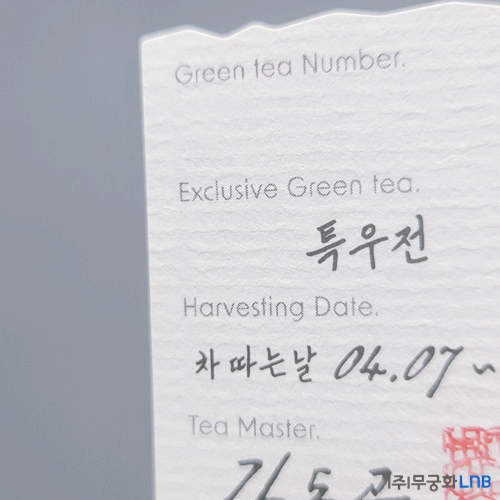 Green tea Number.
Exclusive Green tea.
특우전
Harvesting Date.
차 따는날 04.07~
Tea Master.
(주)무궁화LNB